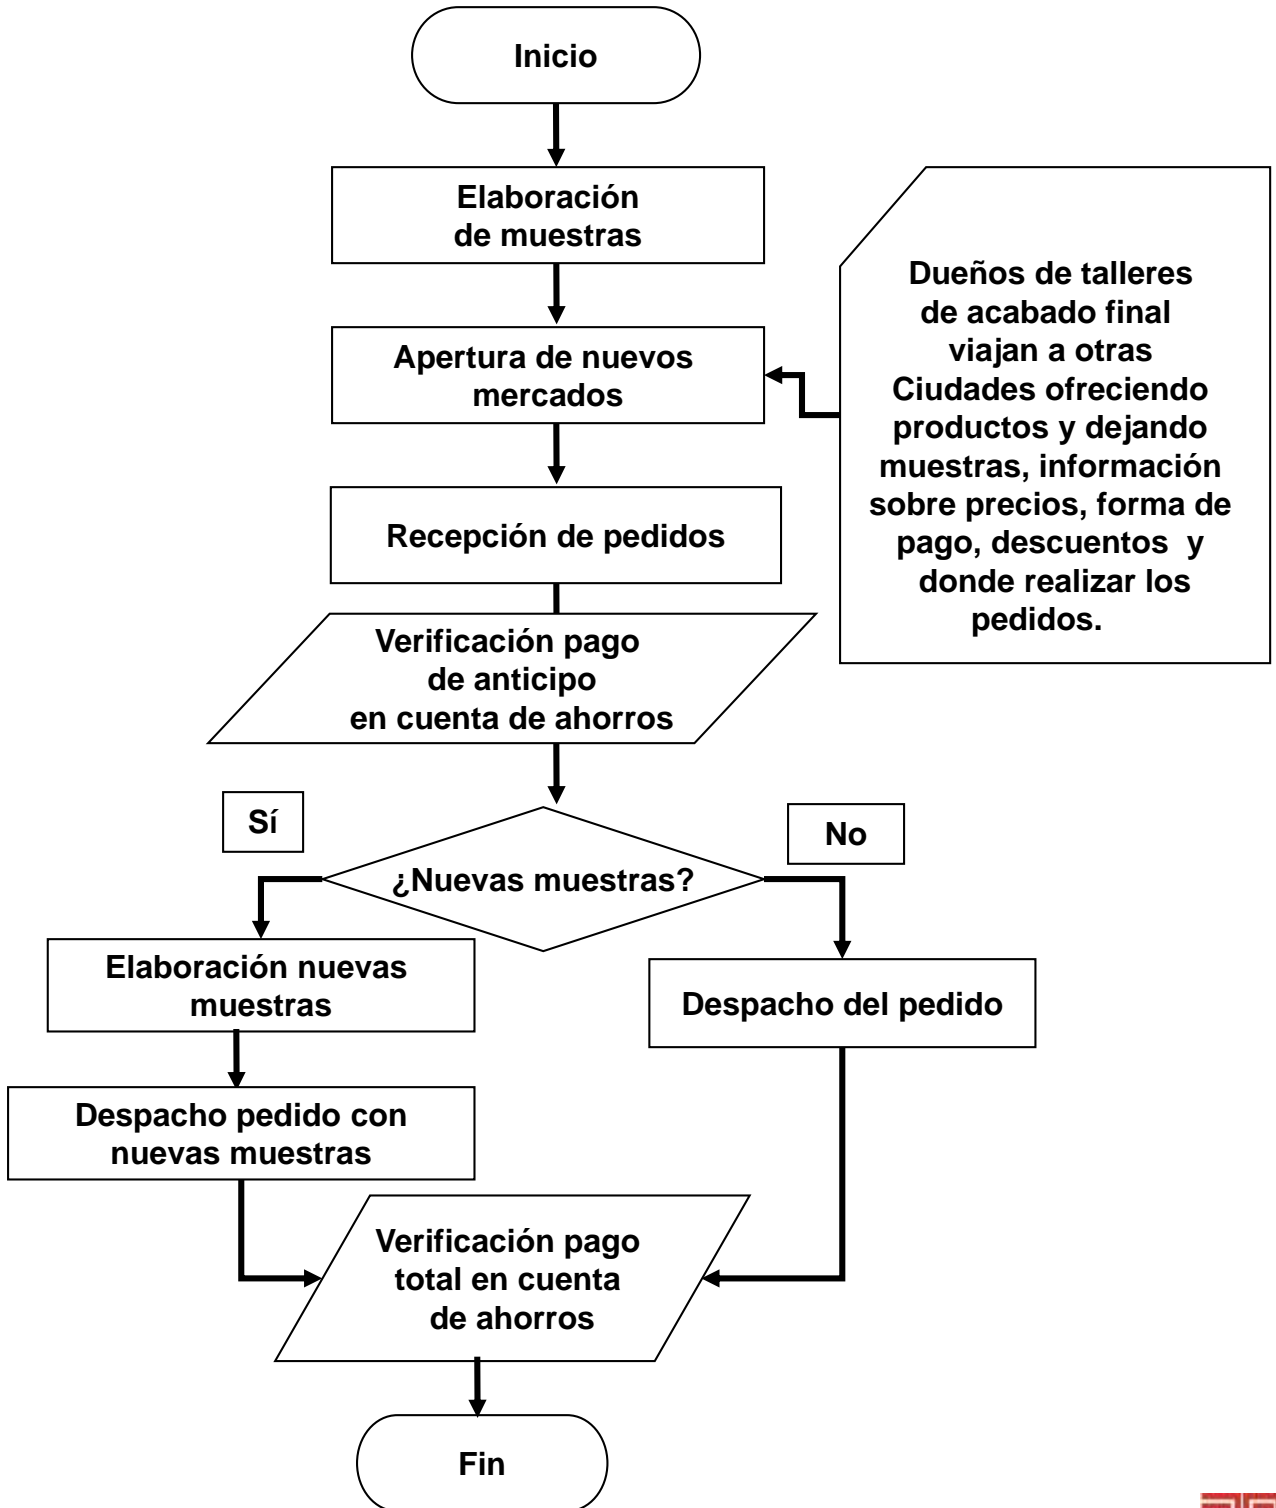 Inicio
Elaboración
de muestras
Apertura de nuevos
mercados
Dueños de talleres
de acabado final
viajan a otras
Ciudades ofreciendo
productos y dejando
muestras, información
sobre precios, forma de
pago, descuentos y
donde realizar los
pedidos.
Recepción de pedidos
Verificación pago
de anticipo
en cuenta de ahorros
Sí
No
¿Nuevas muestras?
Elaboración nuevas
muestras
Despacho del pedido
Despacho pedido con
nuevas muestras
Verificación pago
total en cuenta
de ahorros
Fin